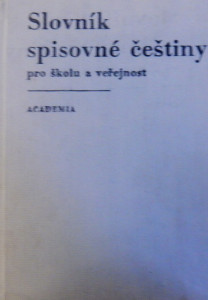 Slovník
spisovné češtiny
pro školu a veřejnost
ACADEMIA